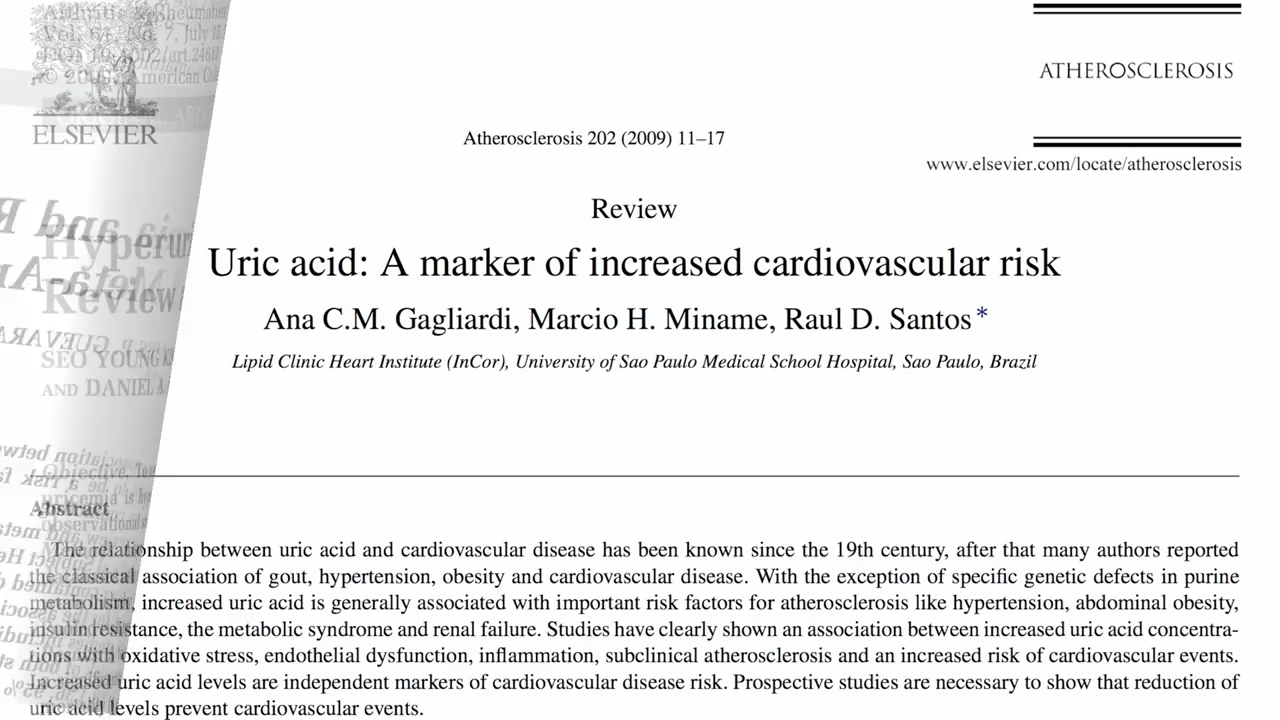 ELSEVIER
ATHEROSCLEROSIS
Atherosclerosis 202 (2009) 11–17
www.elsevier.com/locate/atherosclerosis
Review
Uric acid: A marker of increased cardiovascular risk
Ana C.M. Gagliardi, Marcio H. Miname, Raul D. Santos*
Lipid Clinic Heart Institute (InCor), University of Sao Paulo Medical School Hospital, Sao Paulo, Brazil
Abstract
The relationship between uric acid and cardiovascular disease has been known since the 19th century, after that many authors reported
the classical association of gout, hypertension, obesity and cardiovascular disease. With the exception of specific genetic defects in purine
metabolism, increased uric acid is generally associated with important risk factors for atherosclerosis like hypertension, abdominal obesity,
insulin resistance, the metabolic syndrome and renal failure. Studies have clearly shown an association between increased uric acid concentra-
tions with oxidative stress, endothelial dysfunction, inflammation, subclinical atherosclerosis and an increased risk of cardiovascular events.
Increased uric acid levels are independent markers of cardiovascular disease risk. Prospective studies are necessary to show that reduction of
uric acid levels prevent cardiovascular events.
Review
SEO YOUNG
AND DANIEL A